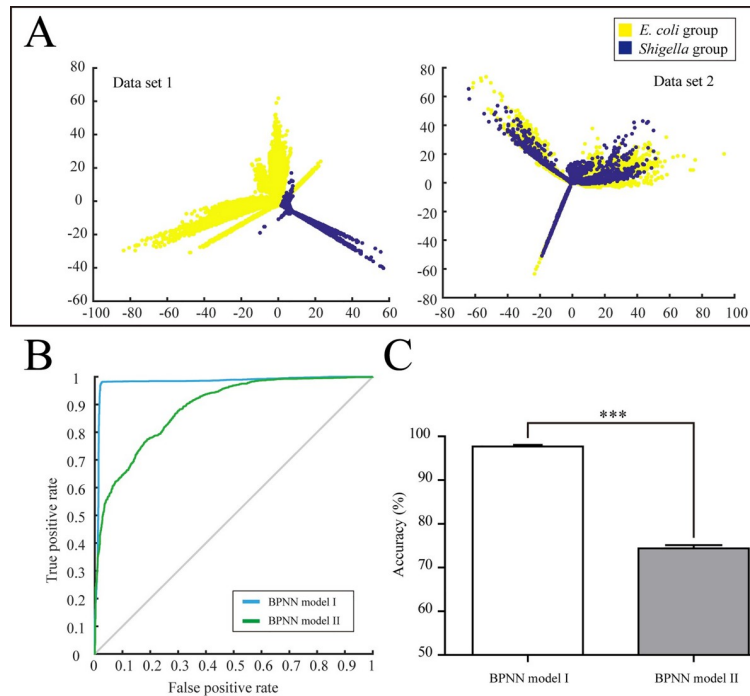 A
E. coli group
Shigella group
Data set 1
80
60
40
20
0
-20
-40
-60
-100 -80 -60 -40 -20 0 20 40 60
Data set 2
80
60
40
20
0
-20
-40
-60
-80
-80 -60 -40 -20 0 20 40 60 80 100
B
True positive rate
1
0.9
0.8
0.7
0.6
0.5
0.4
0.3
0.2
0.1
0
BPNN model I
BPNN model II
0 0.1 0.2 0.3 0.4 0.5 0.6 0.7 0.8 0.9 1
False positive rate
C
***
Accuracy (%)
100
90
80
70
60
50
BPNN model I BPNN model II